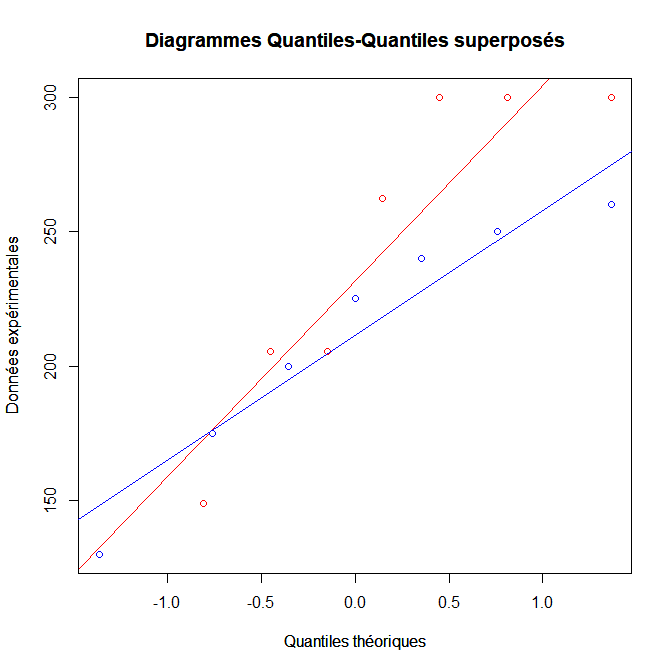 Diagrammes Quantiles-Quantiles superposés
300
250
200
150
Données expérimentales
-1.0 -0.5 0.0 0.5 1.0
Quantiles théoriques